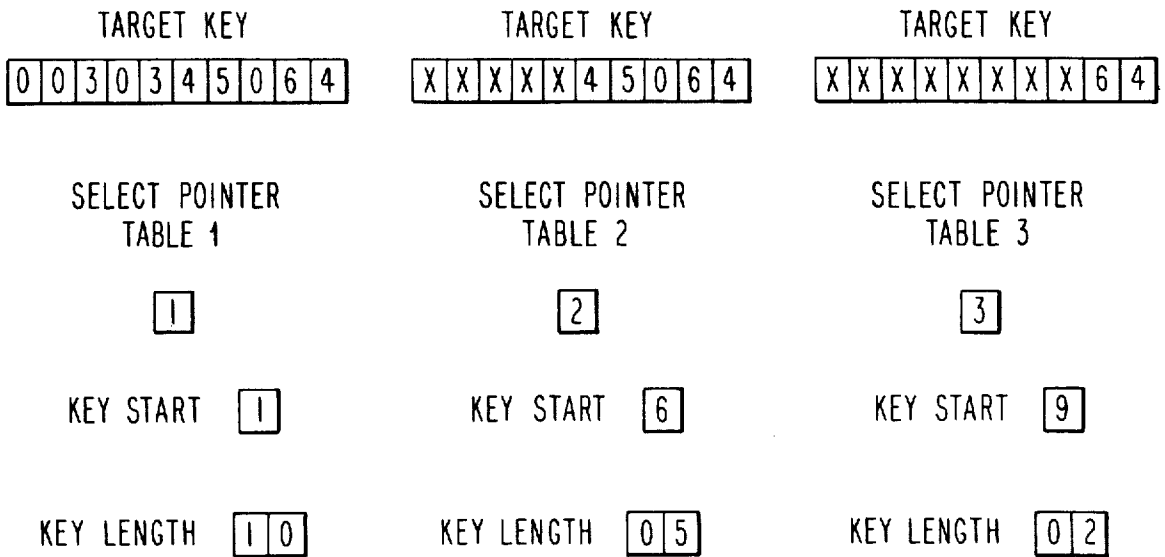 TARGET KEY
0 0 3 0 3 4 5 0 6 4
SELECT POINTER
TABLE 1
1
KEY START 1
KEY LENGTH 1 0
TARGET KEY
X X X X X 4 5 0 6 4
SELECT POINTER
TABLE 2
2
KEY START 6
KEY LENGTH 0 5
TARGET KEY
X X X X X X X X 6 4
SELECT POINTER
TABLE 3
3
KEY START 9
KEY LENGTH 0 2